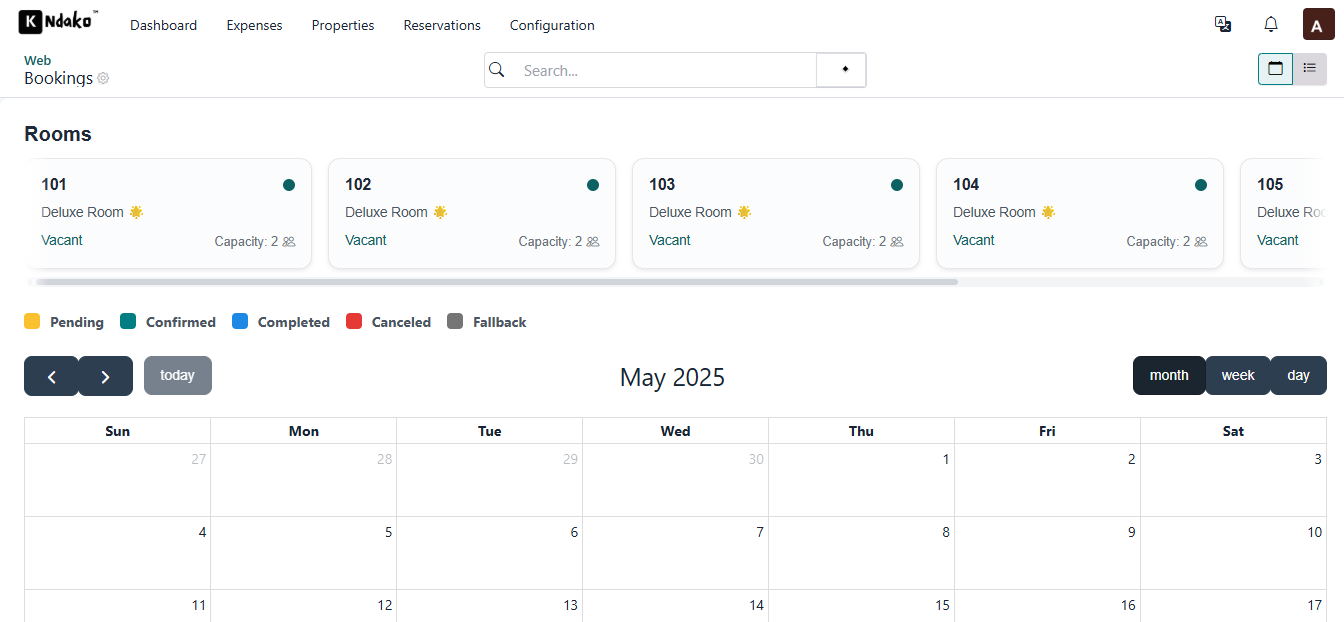 K Ndako™ Dashboard Expenses Properties Reservations Configuration A
Web
Bookings
Search...
Rooms
101 102 103 104 105
Deluxe Room 🌟 Deluxe Room 🌟 Deluxe Room 🌟 Deluxe Room 🌟 Deluxe Roo
Vacant Capacity: 2 Vacant Capacity: 2 Vacant Capacity: 2 Vacant Capacity: 2 Vacant
Pending Confirmed Completed Canceled Fallback
today May 2025 month week day
Sun Mon Tue Wed Thu Fri Sat
27 28 29 30 1 2 3
4 5 6 7 8 9 10
11 12 13 14 15 16 17